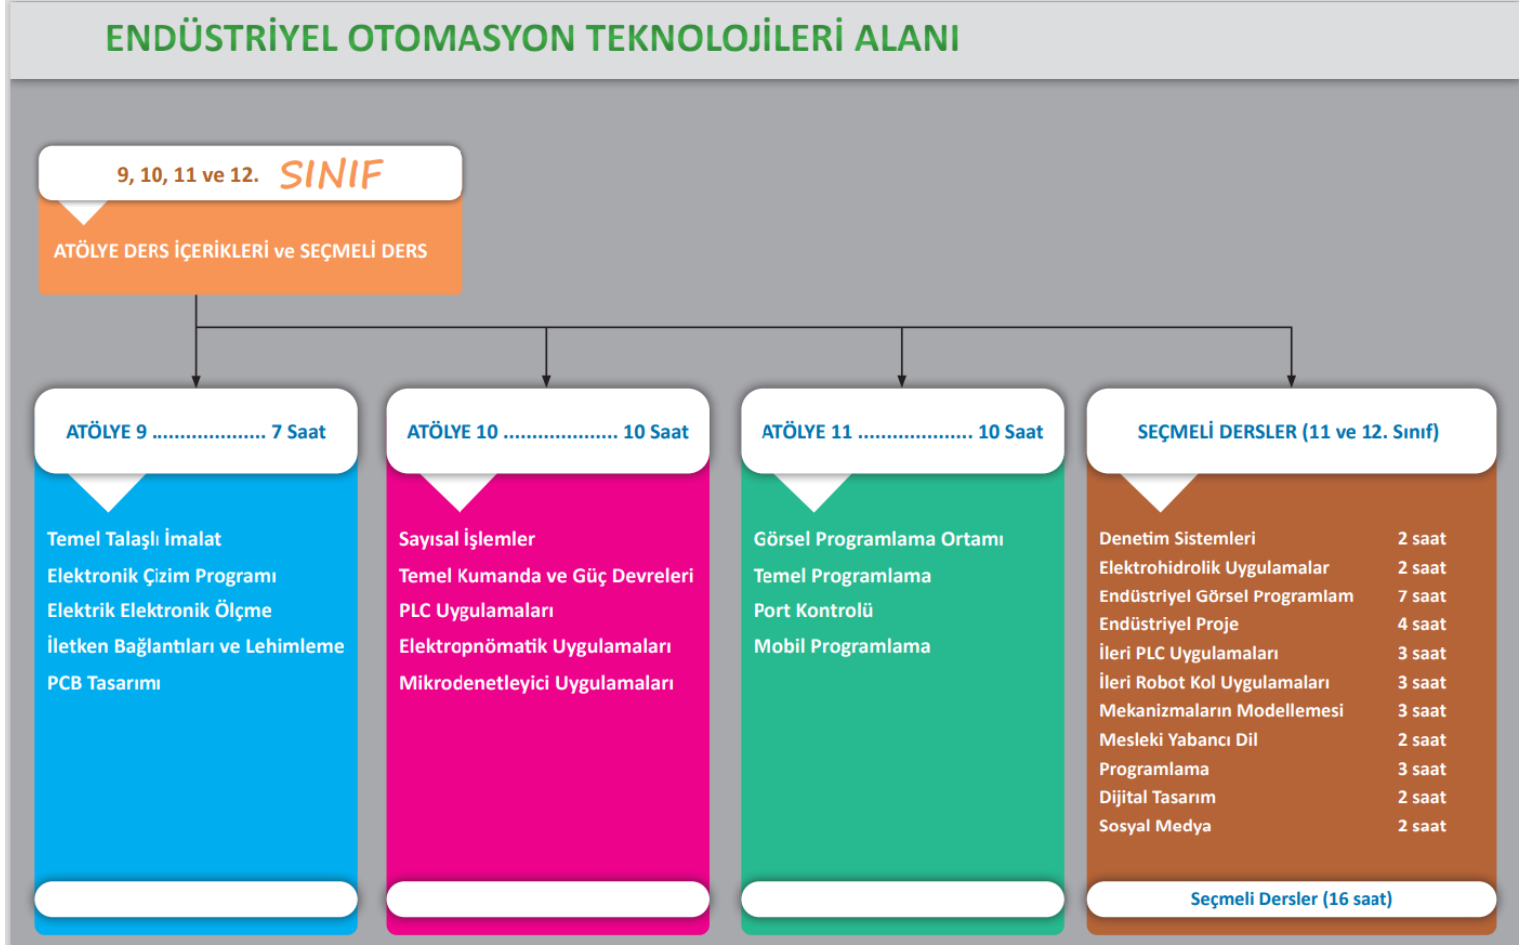 ENDÜSTRİYEL OTOMASYON TEKNOLOJİLERİ ALANI
9, 10, 11 ve 12. SINIF
ATÖLYE DERS İÇERİKLERİ ve SEÇMELİ DERS
ATÖLYE 9 .................... 7 Saat
Temel Talaşlı İmalat
Elektronik Çizim Programı
Elektrik Elektronik Ölçme
İletken Bağlantıları ve Lehimleme
PCB Tasarımı
ATÖLYE 10 .................... 10 Saat
Sayısal İşlemler
Temel Kumanda ve Güç Devreleri
PLC Uygulamaları
Elektropnömatik Uygulamaları
Mikrodenetleyici Uygulamaları
ATÖLYE 11 .................... 10 Saat
Görsel Programlama Ortamı
Temel Programlama
Port Kontrolü
Mobil Programlama
SEÇMELİ DERSLER (11 ve 12. Sınıf)
Denetim Sistemleri 2 saat
Elektrohidrolik Uygulamalar 2 saat
Endüstriyel Görsel Programlam 7 saat
Endüstriyel Proje 4 saat
İleri PLC Uygulamaları 3 saat
İleri Robot Kol Uygulamaları 3 saat
Mekanizmaların Modellemesi 3 saat
Mesleki Yabancı Dil 2 saat
Programlama 3 saat
Dijital Tasarım 2 saat
Sosyal Medya 2 saat
Seçmeli Dersler (16 saat)